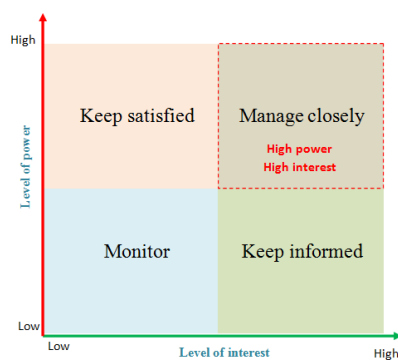 High
Keep satisfied
Manage closely
High power
High interest
Level of power
Monitor
Keep informed
Low
Low
Level of interest
High